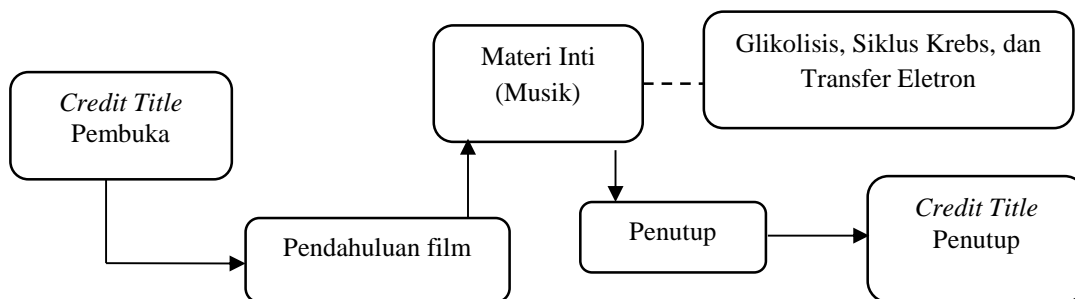 Credit Title
Pembuka
Pendahuluan film
Materi Inti
(Musik)
Glikolisis, Siklus Krebs, dan
Transfer Eletron
Penutup
Credit Title
Penutup